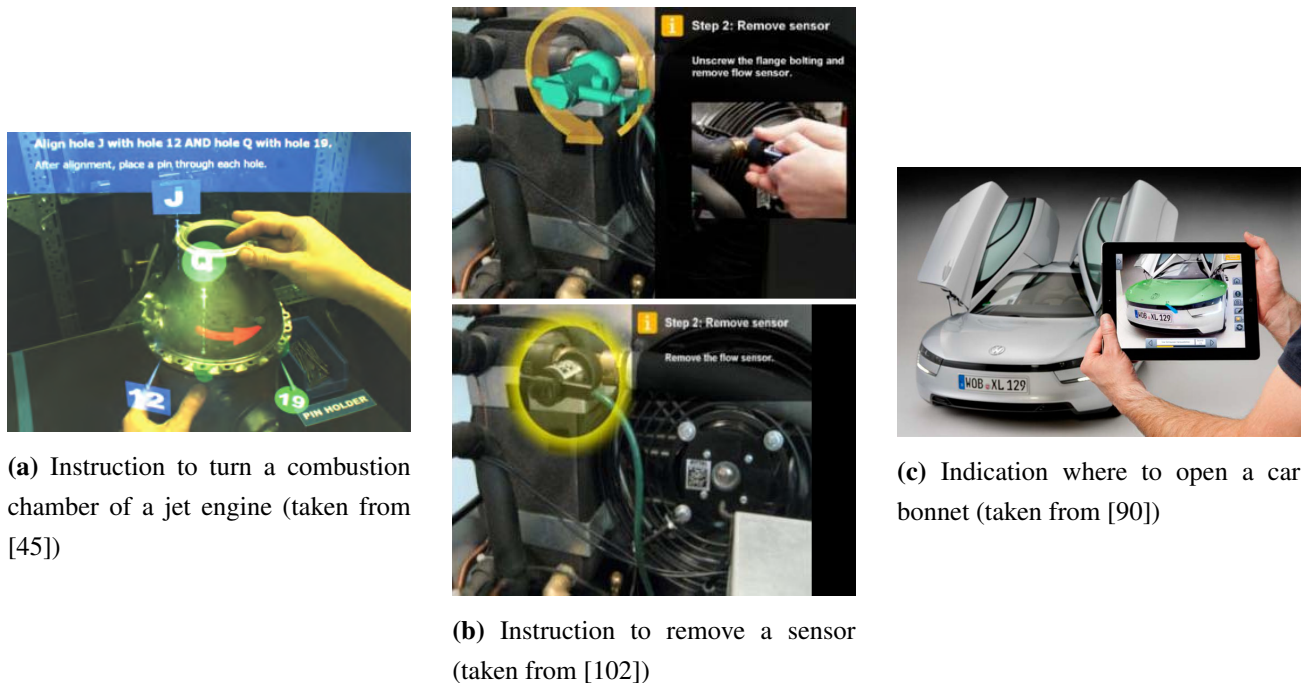 Align hole J with hole 12 AND hole Q with hole 19.
After alignment, place a pin through each hole.
J
Q
12
19
PIN HOLDER
(a) Instruction to turn a combustion
chamber of a jet engine (taken from
[45])
i Step 2: Remove sensor
Unscrew the flange bolting and
remove flow sensor.
i Step 2: Remove sensor
Remove the flow sensor.
(b) Instruction to remove a sensor
(taken from [102])
WOB XL 129
WOB XL 129
(c) Indication where to open a car
bonnet (taken from [90])